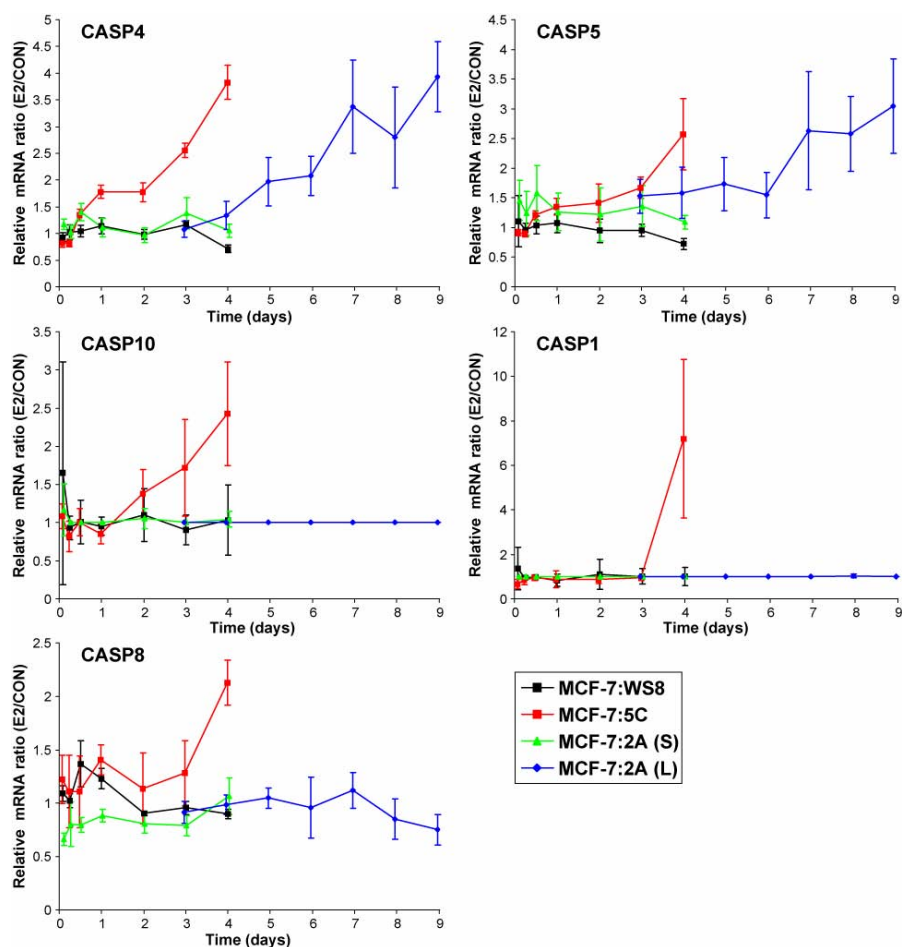 CASP4
Relative mRNA ratio (E2/CON)
5
4.5
4
3.5
3
2.5
2
1.5
1
0.5
0
0 1 2 3 4 5 6 7 8 9
Time (days)
CASP5
Relative mRNA ratio (E2/CON)
4.5
4
3.5
3
2.5
2
1.5
1
0.5
0
0 1 2 3 4 5 6 7 8 9
Time (days)
CASP10
Relative mRNA ratio (E2/CON)
3.5
3
2.5
2
1.5
1
0.5
0
0 1 2 3 4 5 6 7 8 9
Time (days)
CASP1
Relative mRNA ratio (E2/CON)
12
10
8
6
4
2
0
0 1 2 3 4 5 6 7 8 9
Time (days)
CASP8
Relative mRNA ratio (E2/CON)
2.5
2
1.5
1
0.5
0
0 1 2 3 4 5 6 7 8 9
Time (days)
MCF-7:WS8
MCF-7:5C
MCF-7:2A (S)
MCF-7:2A (L)